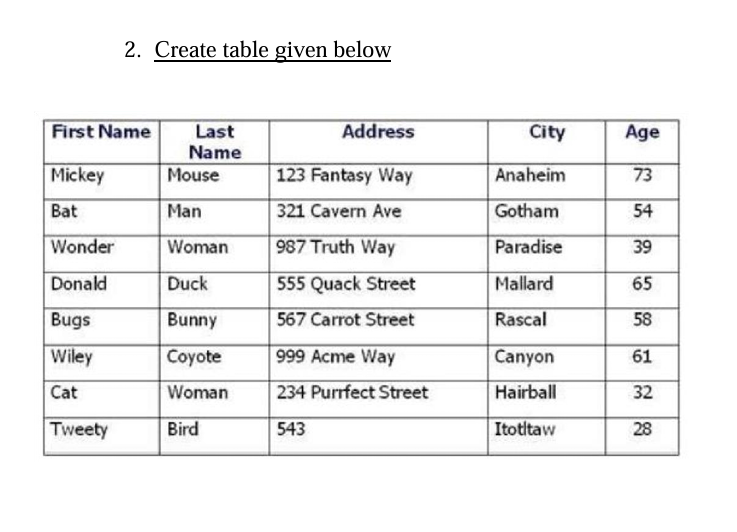 2. Create table given below
First Name Last Name Address City Age
Mickey Mouse 123 Fantasy Way Anaheim 73
Bat Man 321 Cavern Ave Gotham 54
Wonder Woman 987 Truth Way Paradise 39
Donald Duck 555 Quack Street Mallard 65
Bugs Bunny 567 Carrot Street Rascal 58
Wiley Coyote 999 Acme Way Canyon 61
Cat Woman 234 Purrfect Street Hairball 32
Tweety Bird 543 Itotltaw 28